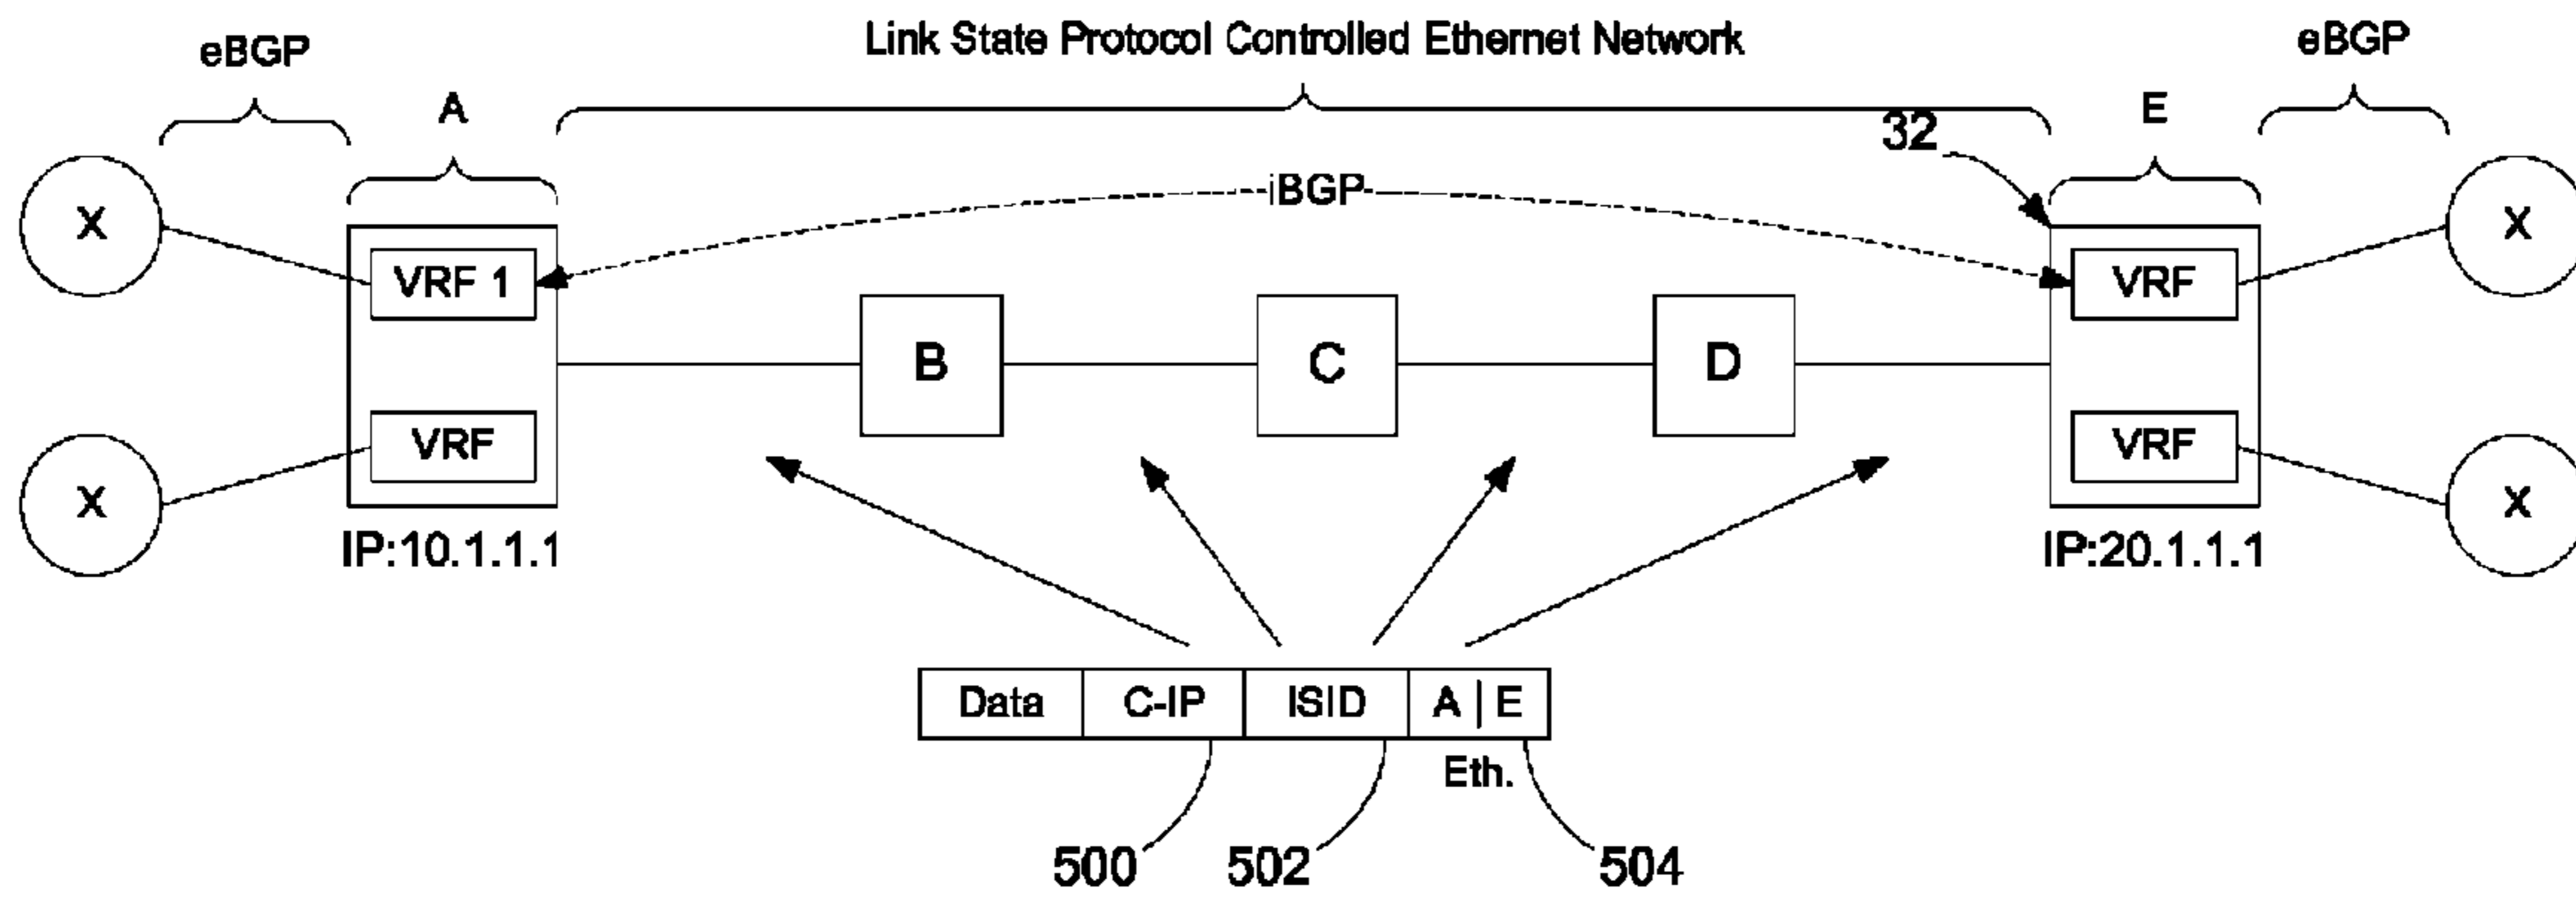 Link State Protocol Controlled Ethernet Network
eBGP
eBGP
A
E
32
iBGP
X
VRF 1
VRF
X
B
C
D
X
VRF
VRF
X
IP:10.1.1.1
IP:20.1.1.1
Data C-IP ISID A | E
Eth.
500 502 504